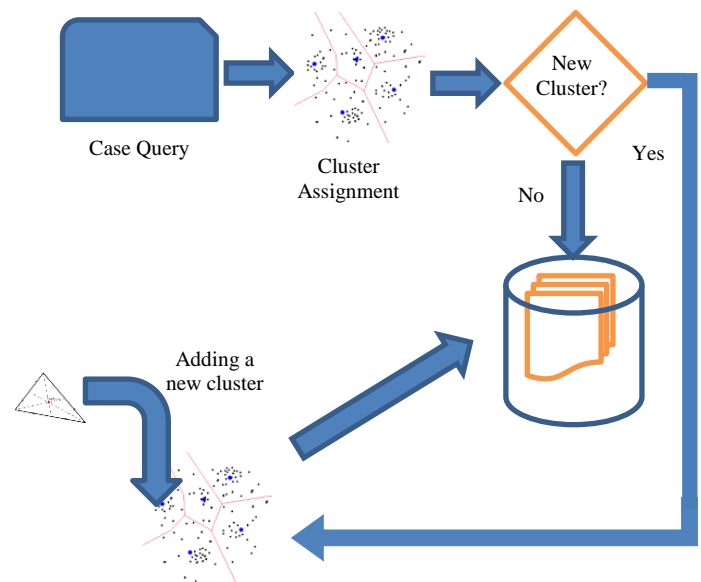 Case Query
Cluster
Assignment
New
Cluster?
Yes
No
Adding a
new cluster